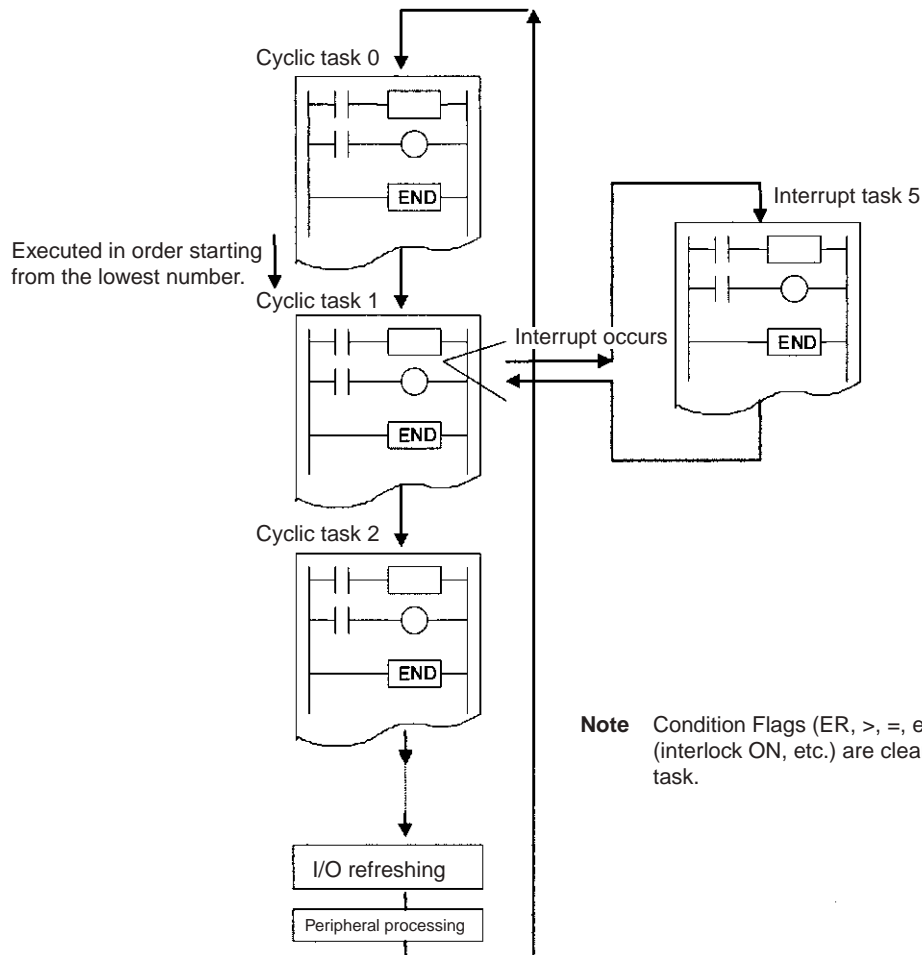 Cyclic task 0
END
Interrupt task 5
Executed in order starting
from the lowest number.
Cyclic task 1
Interrupt occurs
END
END
Cyclic task 2
END
Note Condition Flags (ER, >, =, e
(interlock ON, etc.) are clea
task.
I/O refreshing
Peripheral processing